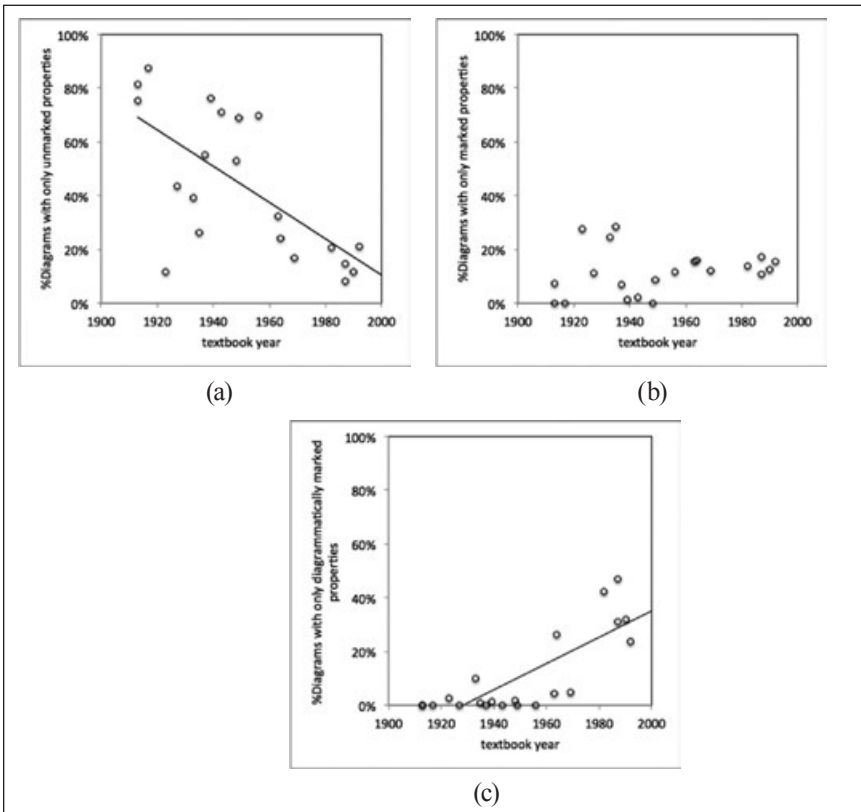 100%
80%
60%
40%
20%
0%
%Diagrams with only unmarked properties
1900 1920 1940 1960 1980 2000
textbook year
(a)
100%
80%
60%
40%
20%
0%
%Diagrams with only marked properties
1900 1920 1940 1960 1980 2000
textbook year
(b)
100%
80%
60%
40%
20%
0%
%Diagrams with only diagrammatically marked
properties
1900 1920 1940 1960 1980 2000
textbook year
(c)